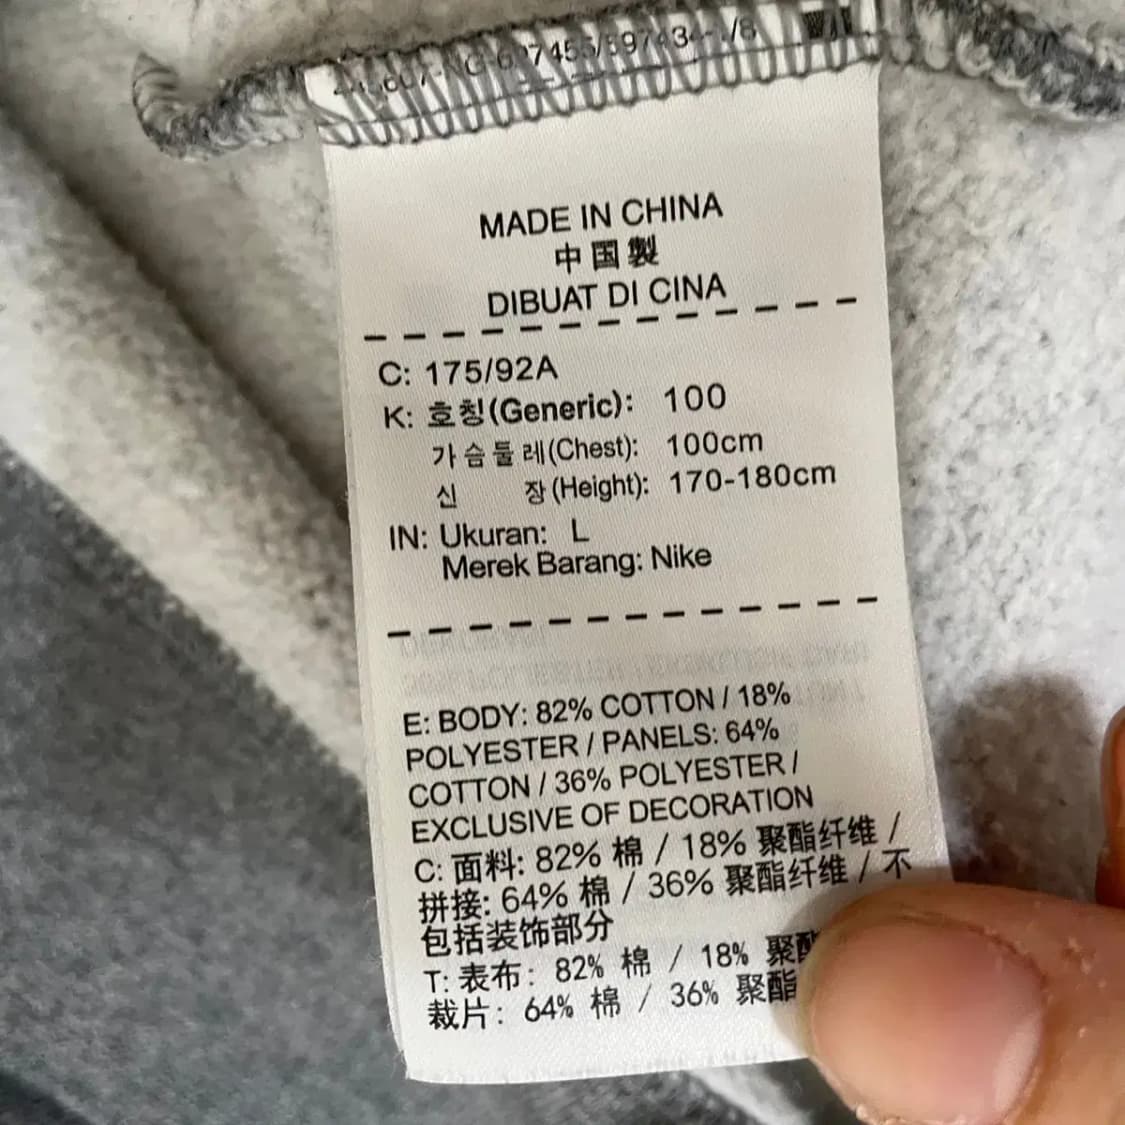 MADE IN CHINA
中国製
DIBUAT DI CINA
C: 175/92A
K: 호칭(Generic): 100
가슴둘레(Chest): 100cm
신 장(Height): 170-180cm
IN: Ukuran: L
Merek Barang: Nike
E: BODY: 82% COTTON / 18%
POLYESTER / PANELS: 64%
COTTON / 36% POLYESTER /
EXCLUSIVE OF DECORATION
C: 面料: 82% 棉 / 18% 聚酯纤维 /
拼接: 64% 棉 / 36% 聚酯纤维 / 不
包括装饰部分
T: 表布: 82% 棉 / 18% 聚酯
裁片: 64% 棉 / 36% 聚酯